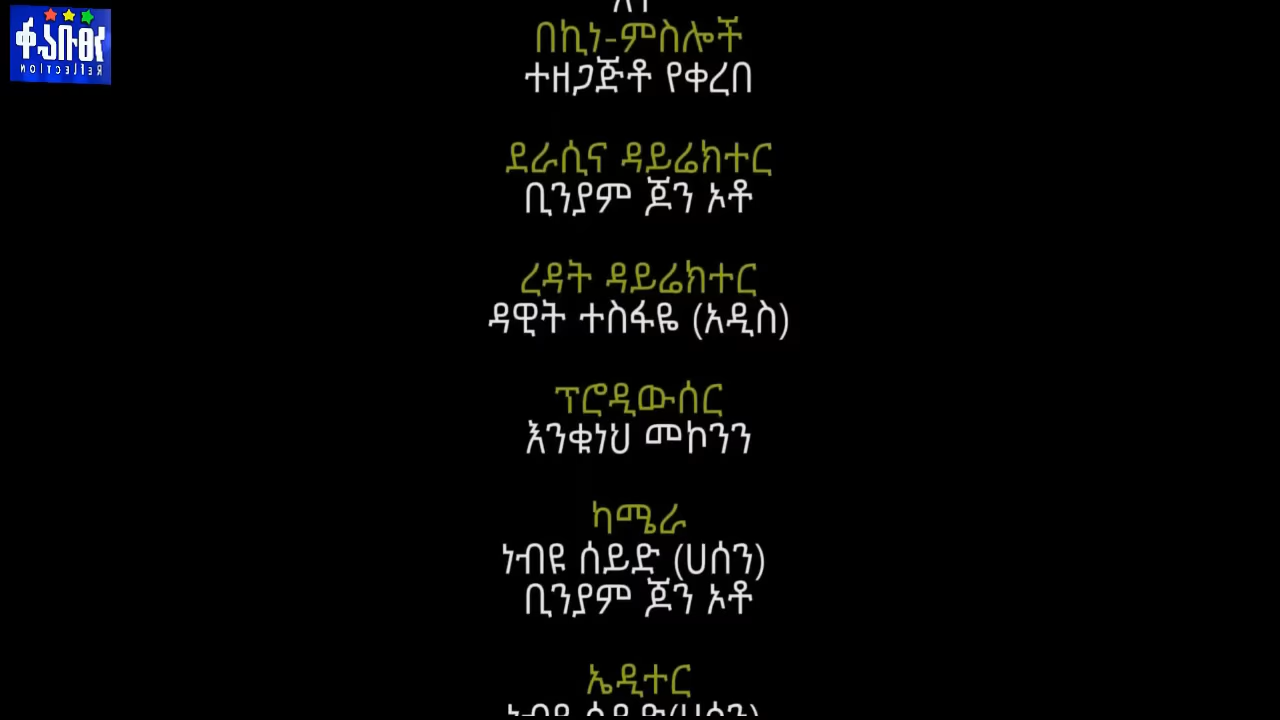 በኪነ-ምስሎች
ተዘጋጅቶ የቀረበ
ደራሲና ዳይሬክተር
ቢንያም ጆን ኦቶ
ረዳት ዳይሬክተር
ዳዊት ተስፋዬ (አዲስ)
ፕሮዲውሰር
እንቁነህ መኮንን
ካሜራ
ነብዩ ሰይድ (ሀሰን)
ቢንያም ጆን ኦቶ
ኤዲተር